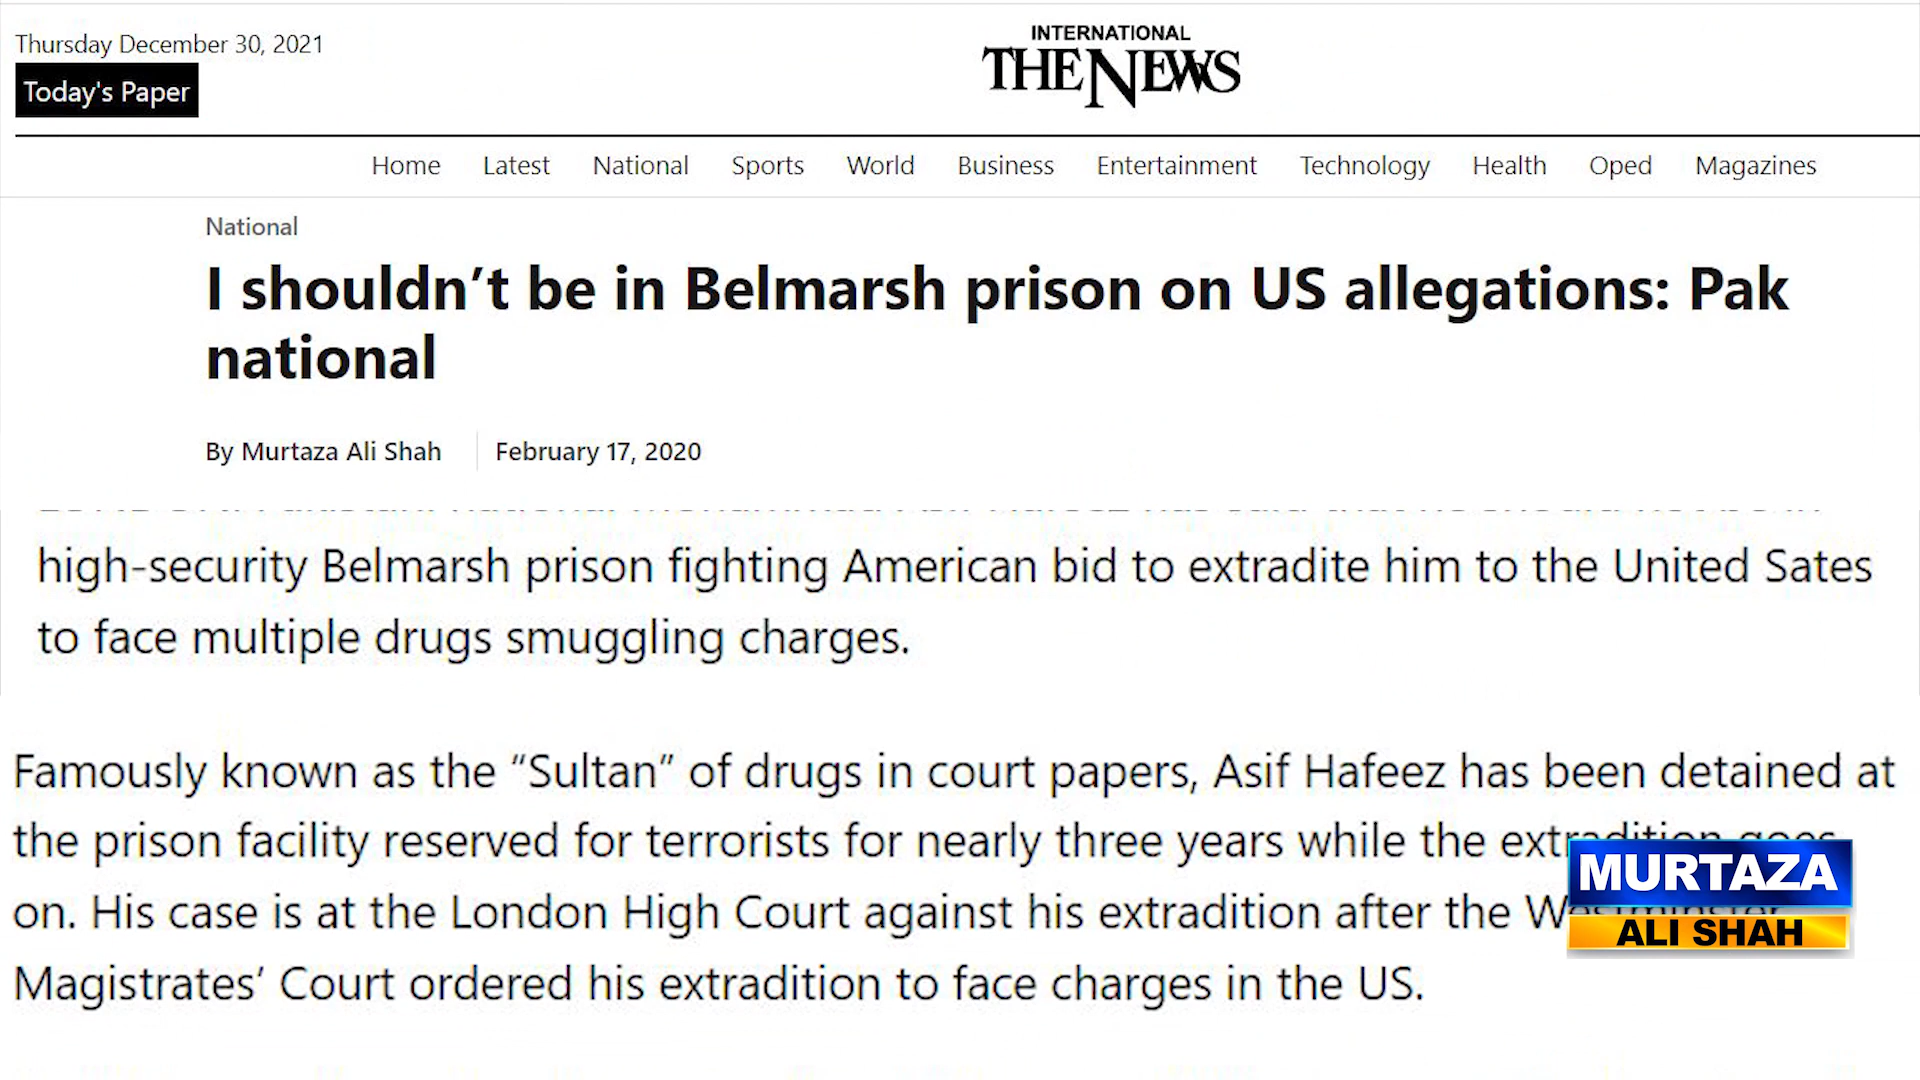 Thursday December 30, 2021
Today's Paper
INTERNATIONAL
THE NEWS
Home Latest National Sports World Business Entertainment Technology Health Oped Magazines
National
I shouldn’t be in Belmarsh prison on US allegations: Pak
national
By Murtaza Ali Shah February 17, 2020
high-security Belmarsh prison fighting American bid to extradite him to the United Sates
to face multiple drugs smuggling charges.
Famously known as the “Sultan” of drugs in court papers, Asif Hafeez has been detained at
the prison facility reserved for terrorists for nearly three years while the extradition goes
on. His case is at the London High Court against his extradition after the Westminster
Magistrates’ Court ordered his extradition to face charges in the US.
MURTAZA
ALI SHAH